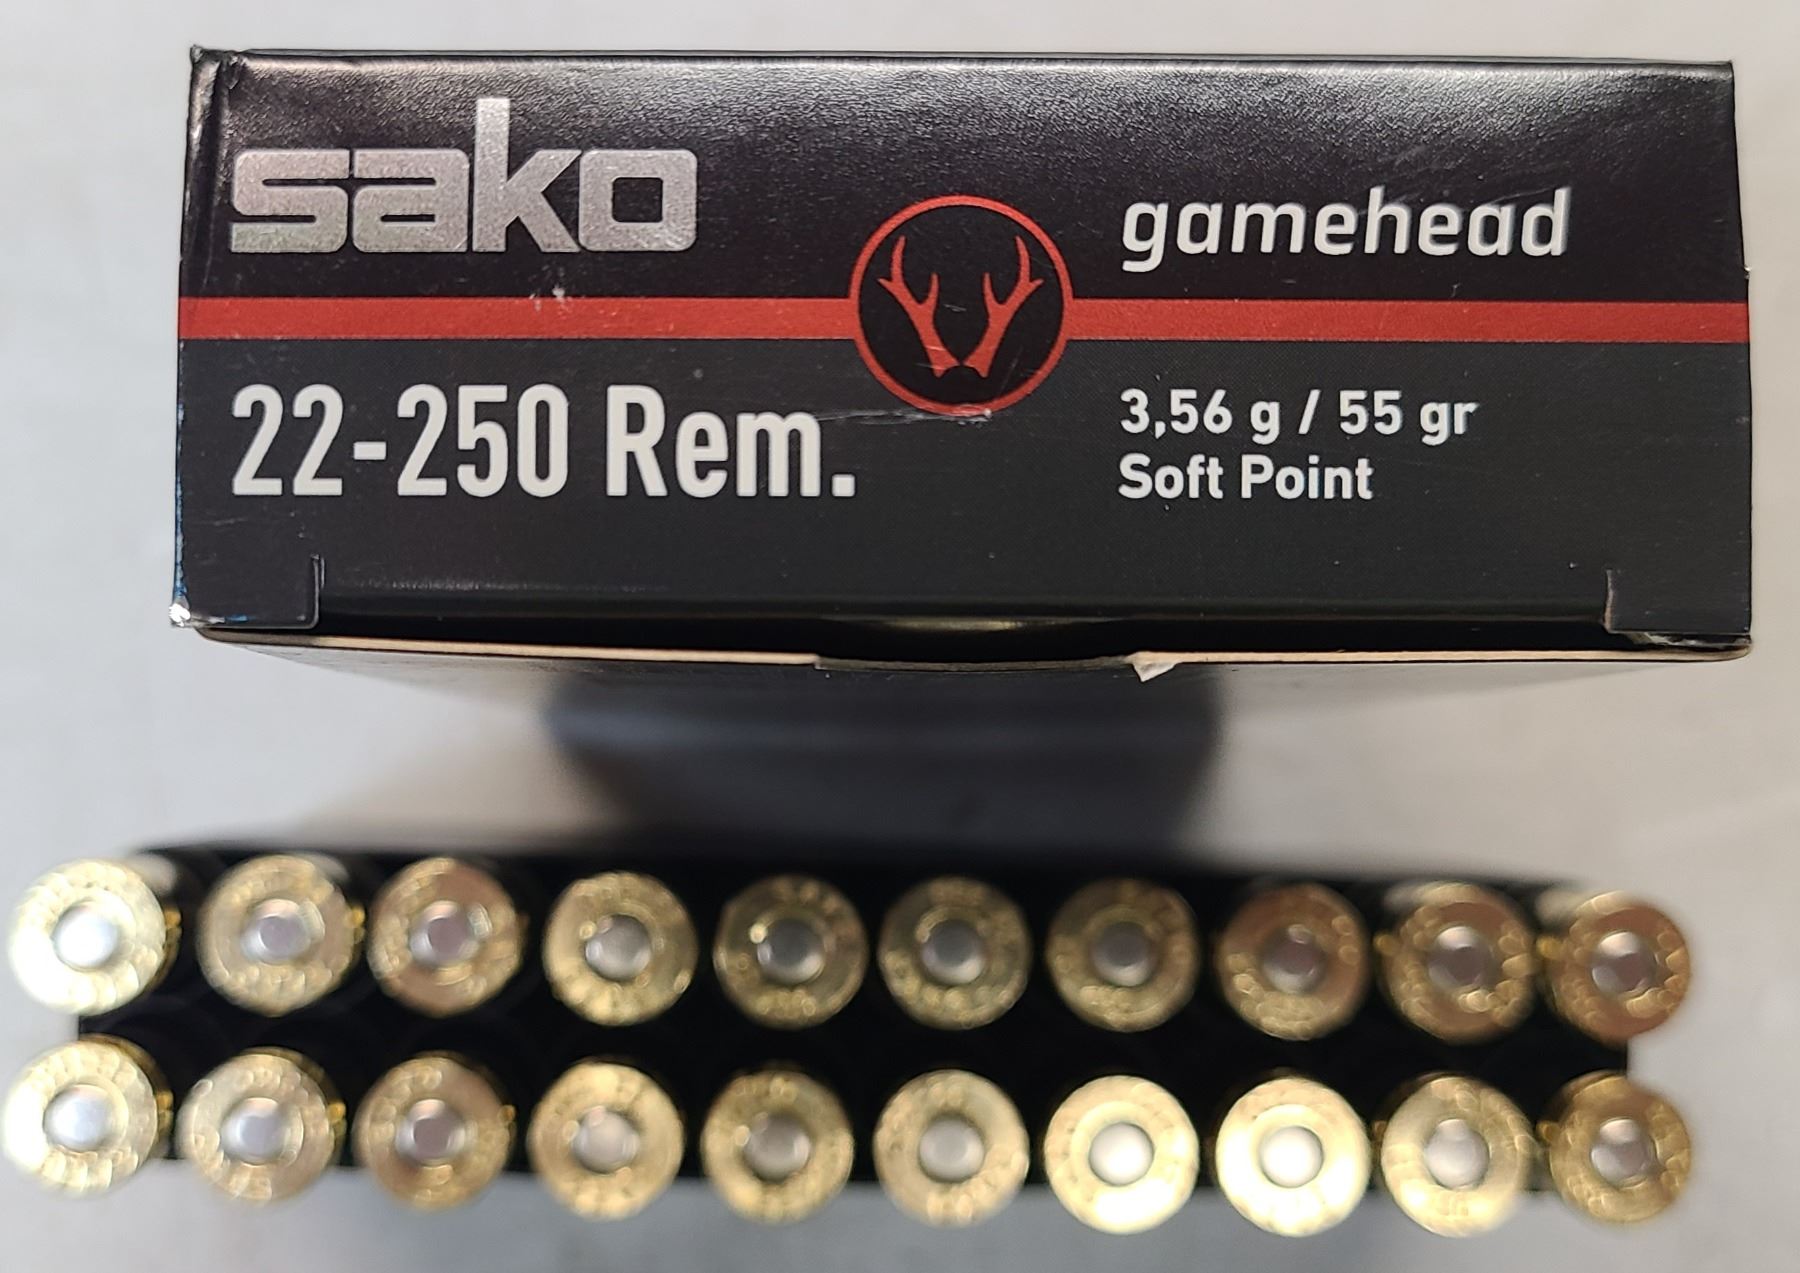 sako
gamehead
22-250 Rem.
3,56 g / 55 gr
Soft Point